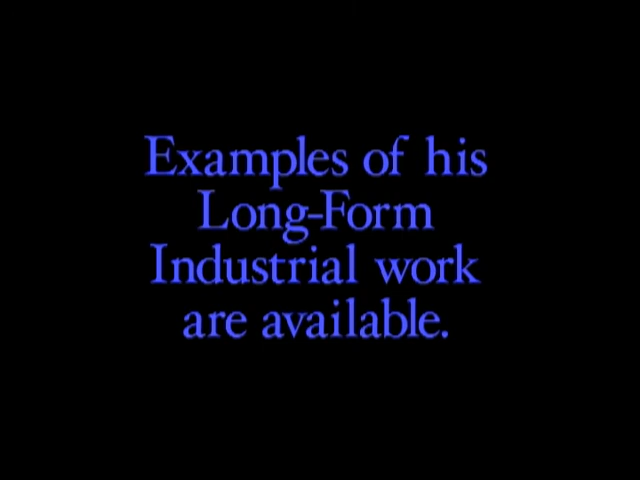 Examples of his
Long-Form
Industrial work
are available.